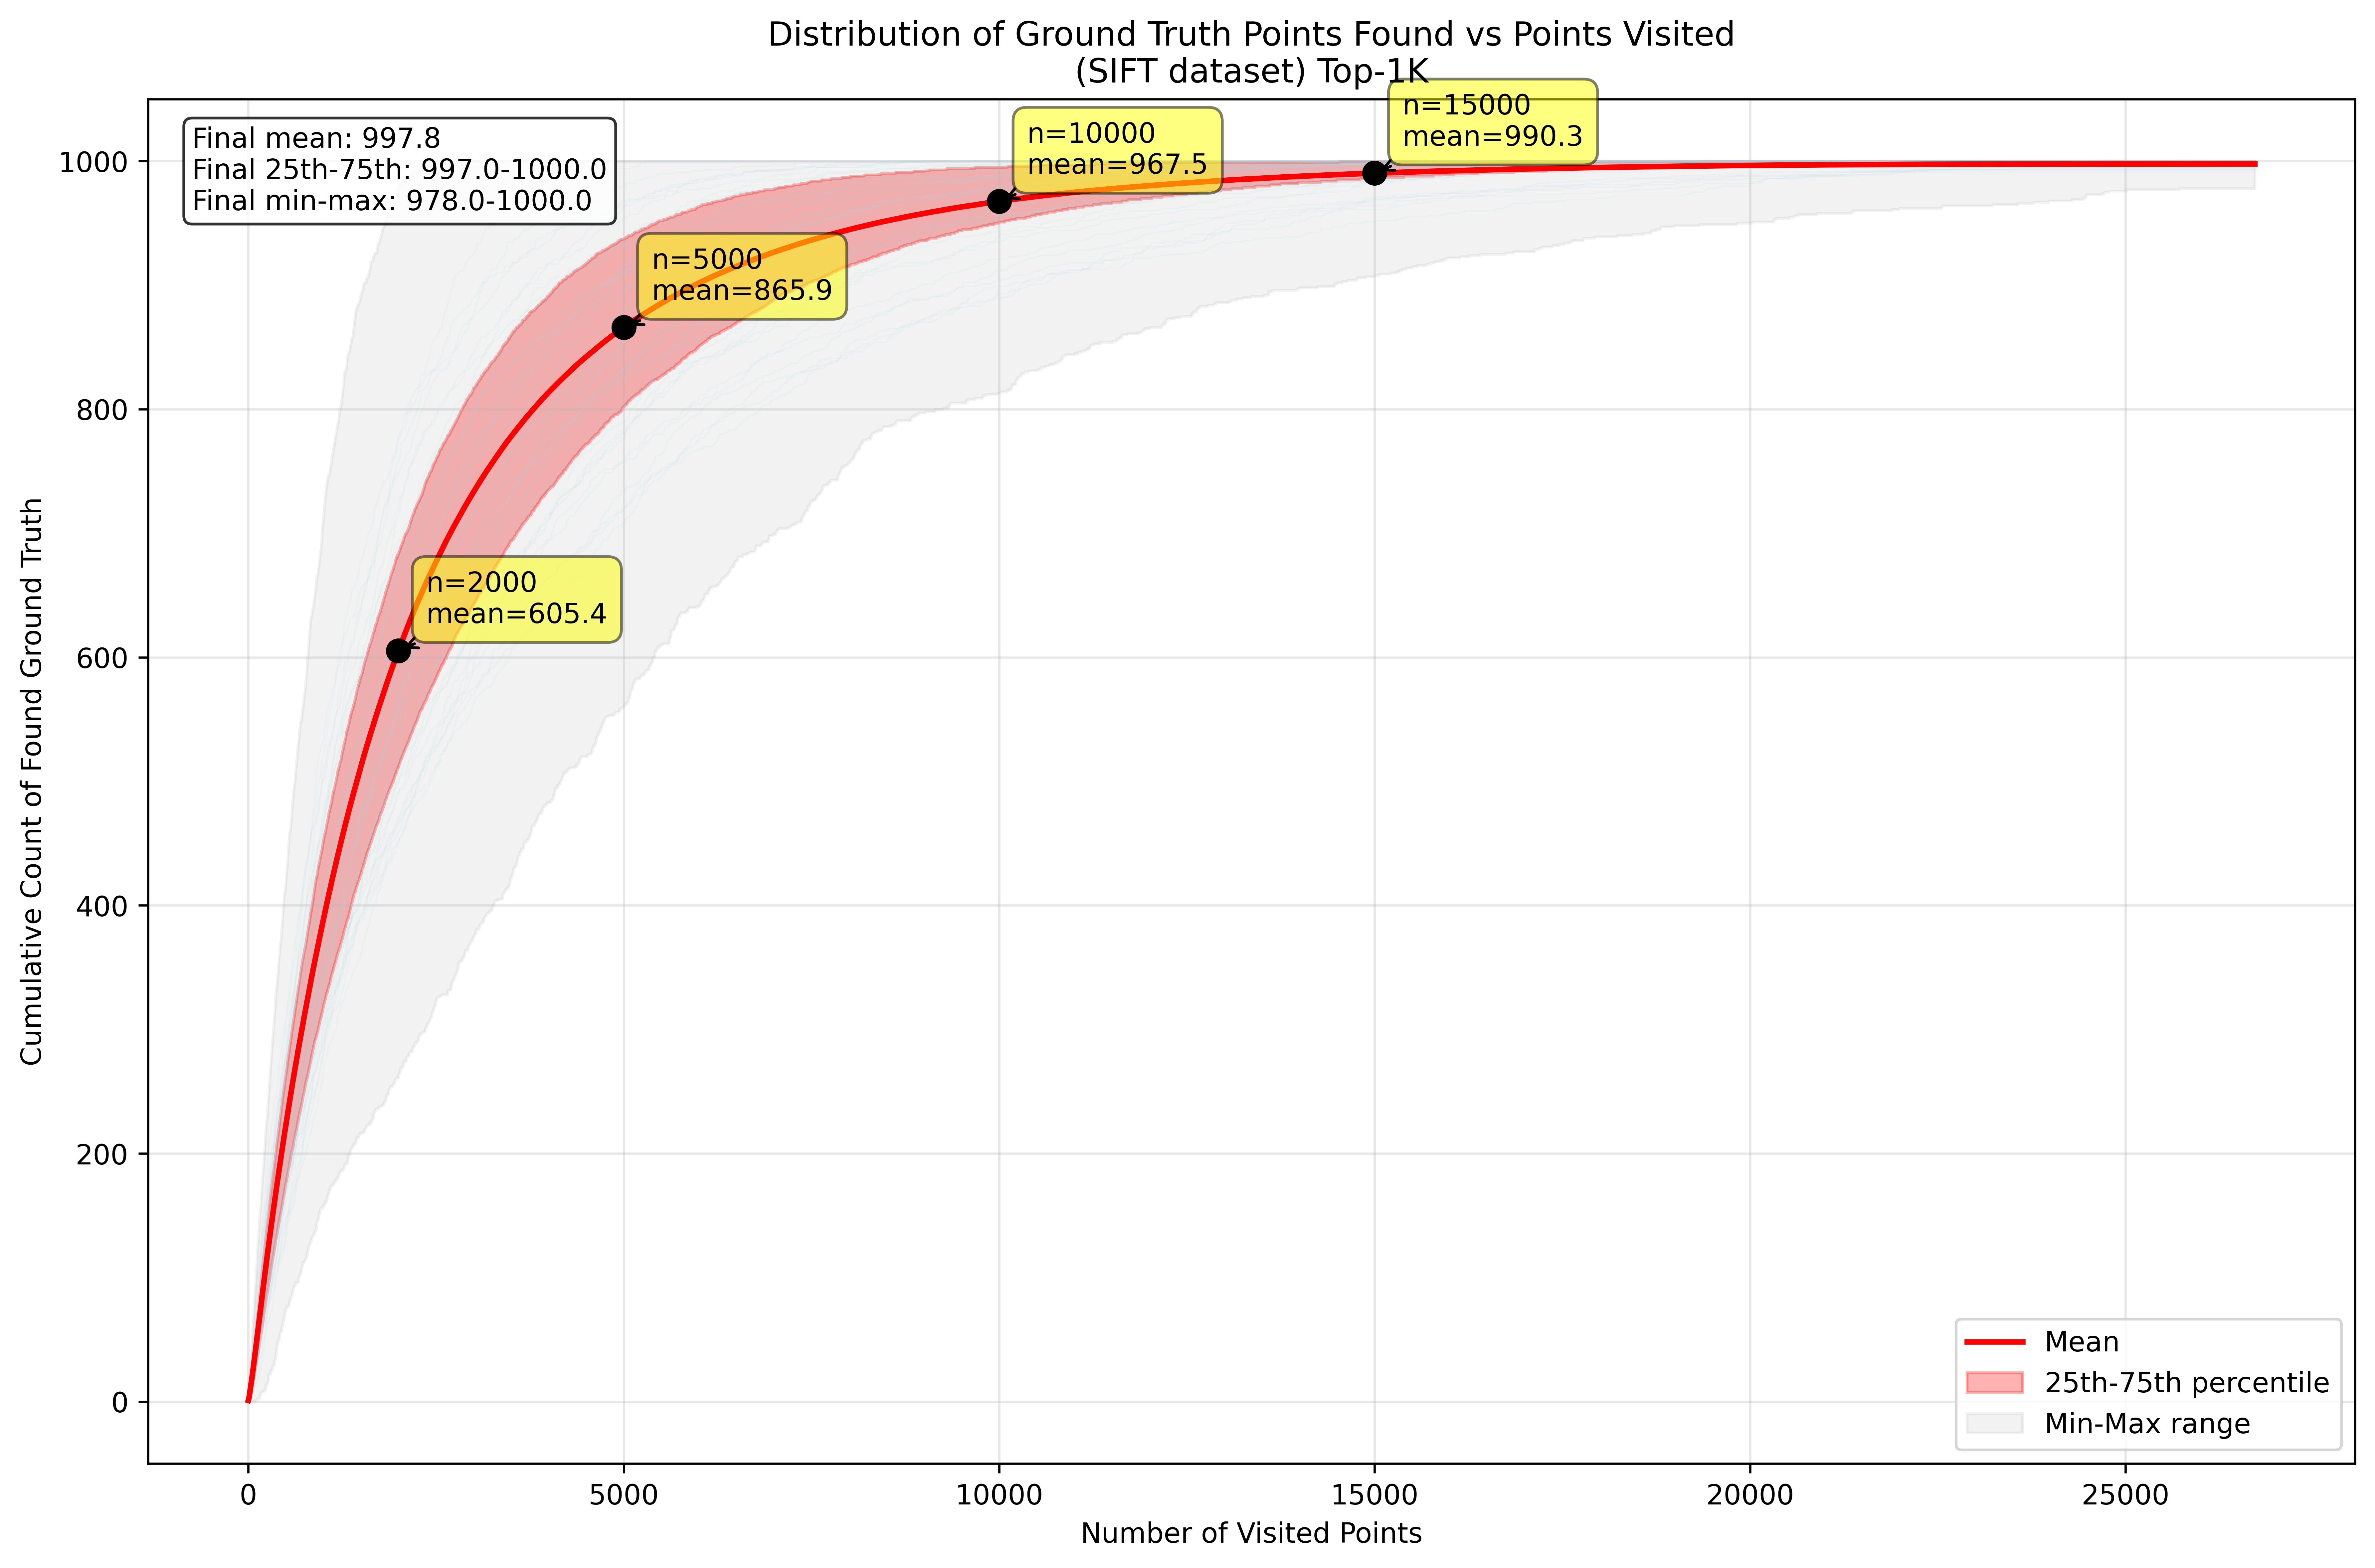 Distribution of Ground Truth Points Found vs Points Visited
(SIFT dataset) Top-1K
Final mean: 997.8
Final 25th-75th: 997.0-1000.0
Final min-max: 978.0-1000.0
n=15000
mean=990.3
n=10000
mean=967.5
n=5000
mean=865.9
n=2000
mean=605.4
Cumulative Count of Found Ground Truth
1000
800
600
400
200
0
0
5000
10000
15000
20000
25000
Number of Visited Points
Mean
25th-75th percentile
Min-Max range